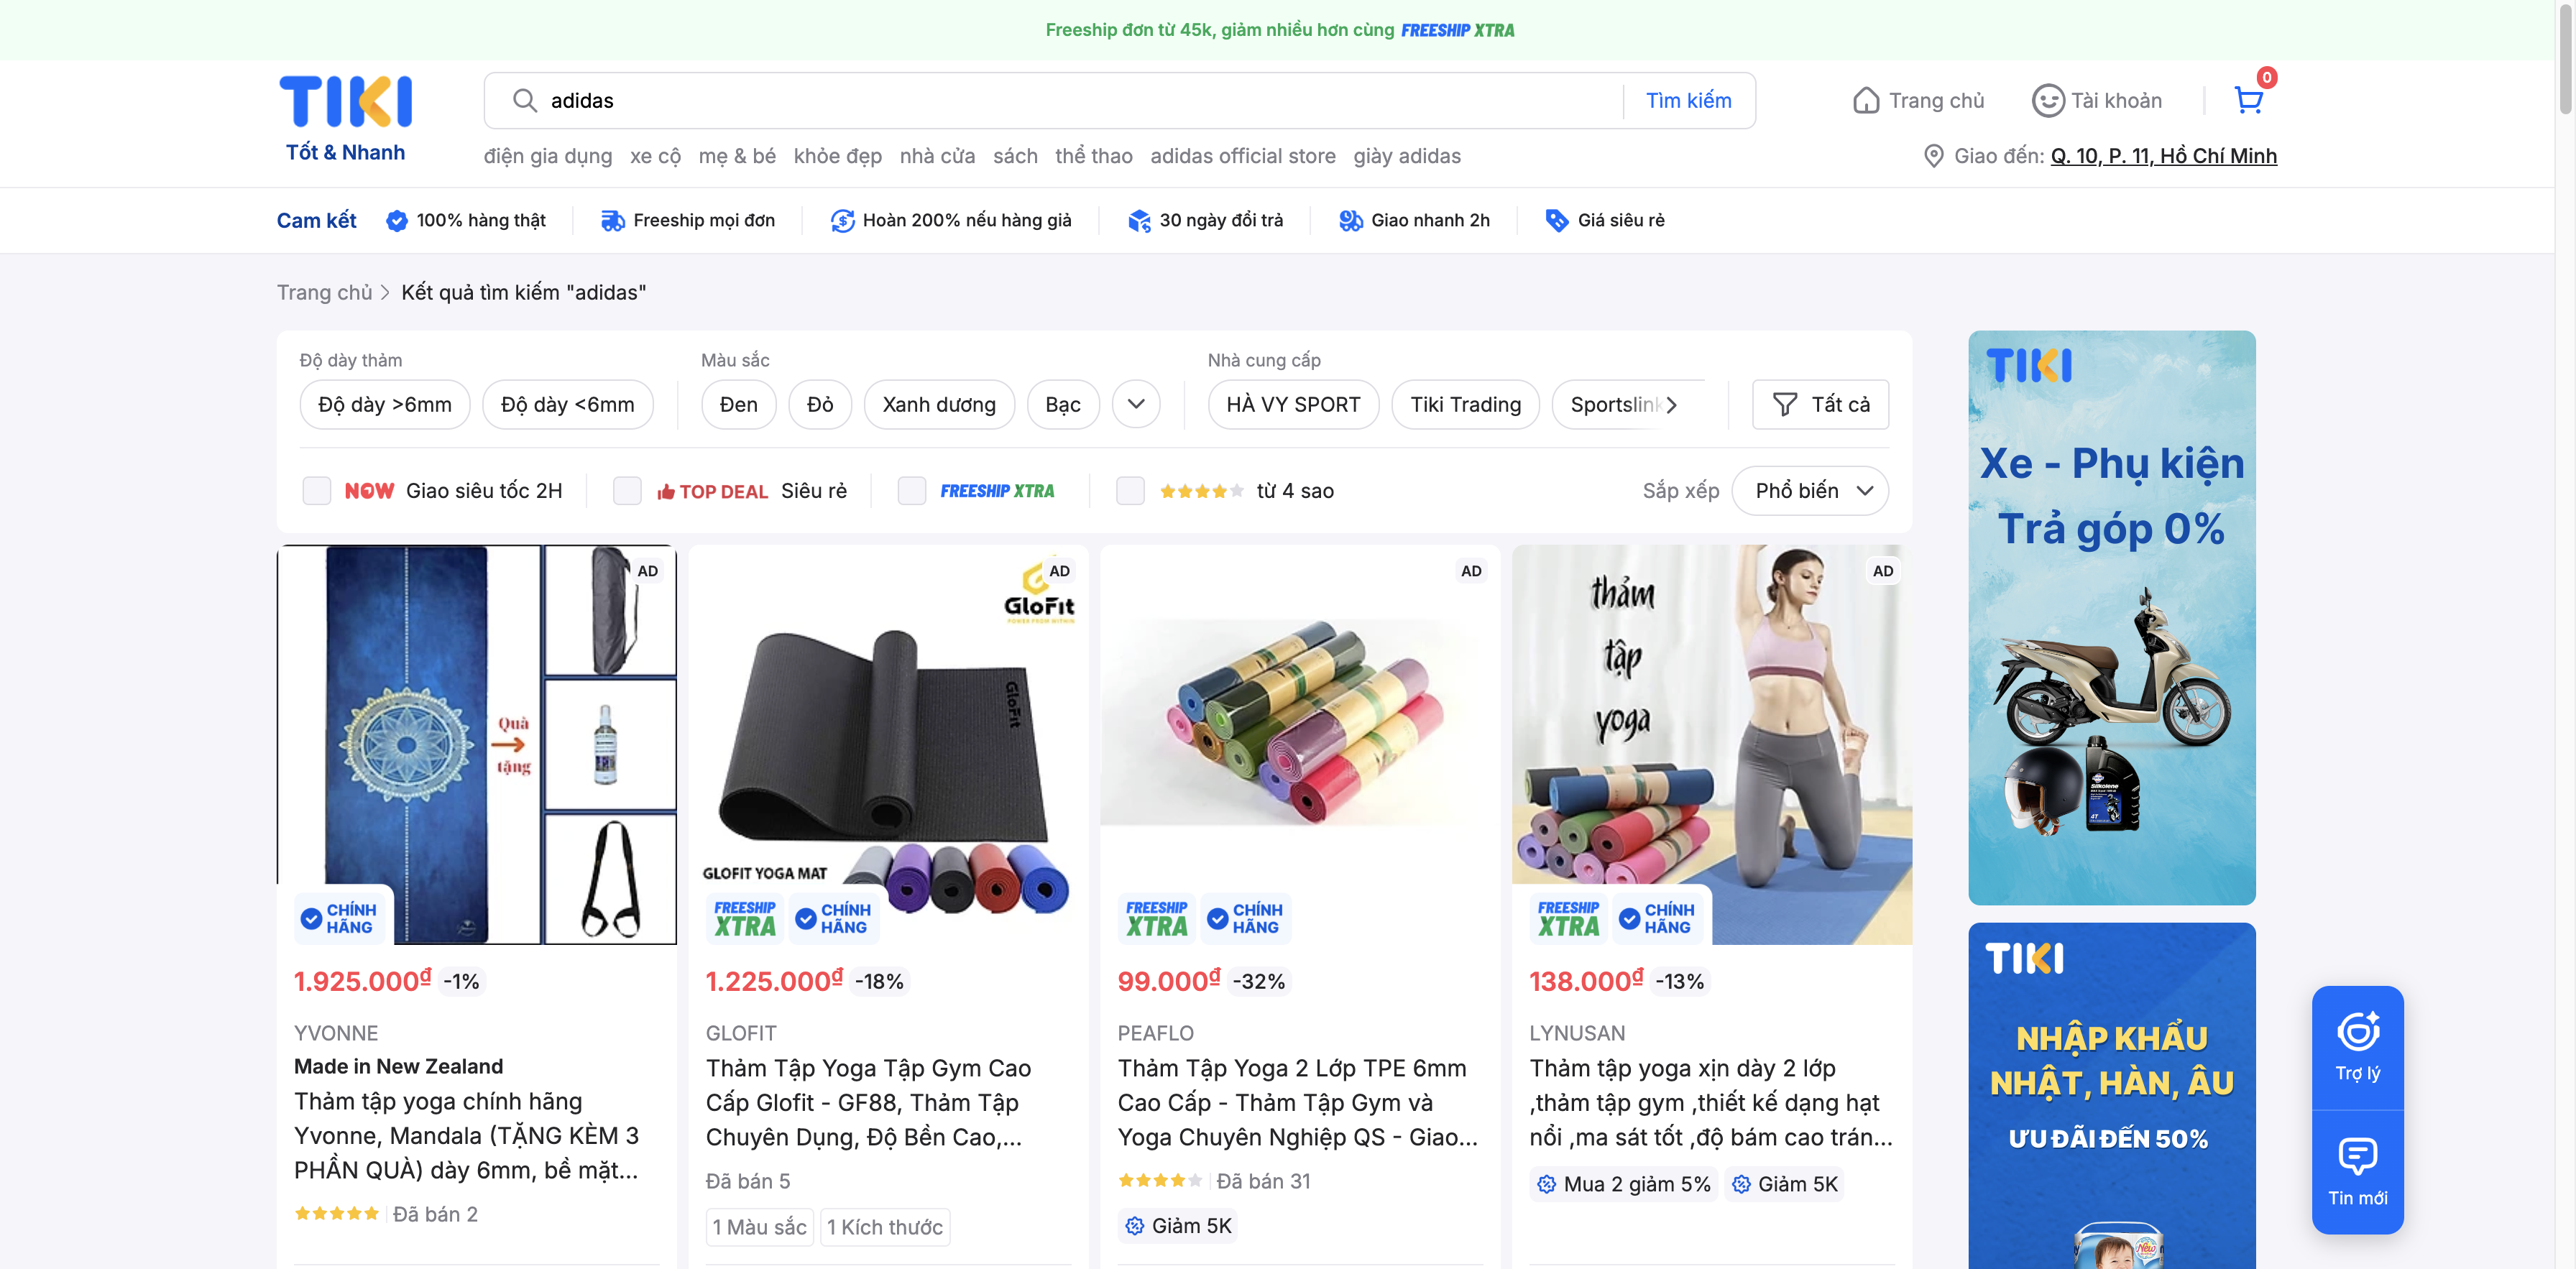 Freeship đơn từ 45k, giảm nhiều hơn cùng FREESHIP XTRA
TIKI
Tốt & Nhanh
adidas
Tìm kiếm
Trang chủ
Tài khoản
0
điện gia dụng xe cộ mẹ & bé khỏe đẹp nhà cửa sách thể thao adidas official store giày adidas
Giao đến: Q. 10, P. 11, Hồ Chí Minh
Cam kết 100% hàng thật Freeship mọi đơn Hoàn 200% nếu hàng giả 30 ngày đổi trả Giao nhanh 2h Giá siêu rẻ
Trang chủ > Kết quả tìm kiếm "adidas"
Độ dày thảm
Độ dày >6mm Độ dày <6mm
Màu sắc
Đen Đỏ Xanh dương Bạc
Nhà cung cấp
HÀ VY SPORT Tiki Trading Sportslink
Tất cả
NOW Giao siêu tốc 2H
TOP DEAL Siêu rẻ
FREESHIP XTRA
từ 4 sao
Sắp xếp
Phổ biến
AD
Quà
tặng
CHÍNH
HÃNG
1.925.000₫ -1%
YVONNE
Made in New Zealand
Thảm tập yoga chính hãng
Yvonne, Mandala (TẶNG KÈM 3
PHẦN QUÀ) dày 6mm, bề mặt...
Đã bán 2
AD
GloFit
POWER FROM WITHIN
GloFit
GLOFIT YOGA MAT
FREESHIP
XTRA
CHÍNH
HÃNG
1.225.000₫ -18%
GLOFIT
Thảm Tập Yoga Tập Gym Cao
Cấp Glofit - GF88, Thảm Tập
Chuyên Dụng, Độ Bền Cao,...
Đã bán 5
1 Màu sắc 1 Kích thước
AD
FREESHIP
XTRA
CHÍNH
HÃNG
99.000₫ -32%
PEAFLO
Thảm Tập Yoga 2 Lớp TPE 6mm
Cao Cấp - Thảm Tập Gym và
Yoga Chuyên Nghiệp QS - Giao...
Đã bán 31
Giảm 5K
AD
thảm
tập
yoga
FREESHIP
XTRA
CHÍNH
HÃNG
138.000₫ -13%
LYNUSAN
Thảm tập yoga xịn dày 2 lớp
,thảm tập gym ,thiết kế dạng hạt
nổi ,ma sát tốt ,độ bám cao trán...
Mua 2 giảm 5% Giảm 5K
TIKI
Xe - Phụ kiện
Trả góp 0%
Silkolene
4T
TIKI
NHẬP KHẨU
NHẬT, HÀN, ÂU
ƯU ĐÃI ĐẾN 50%
New
Trợ lý
Tin mới